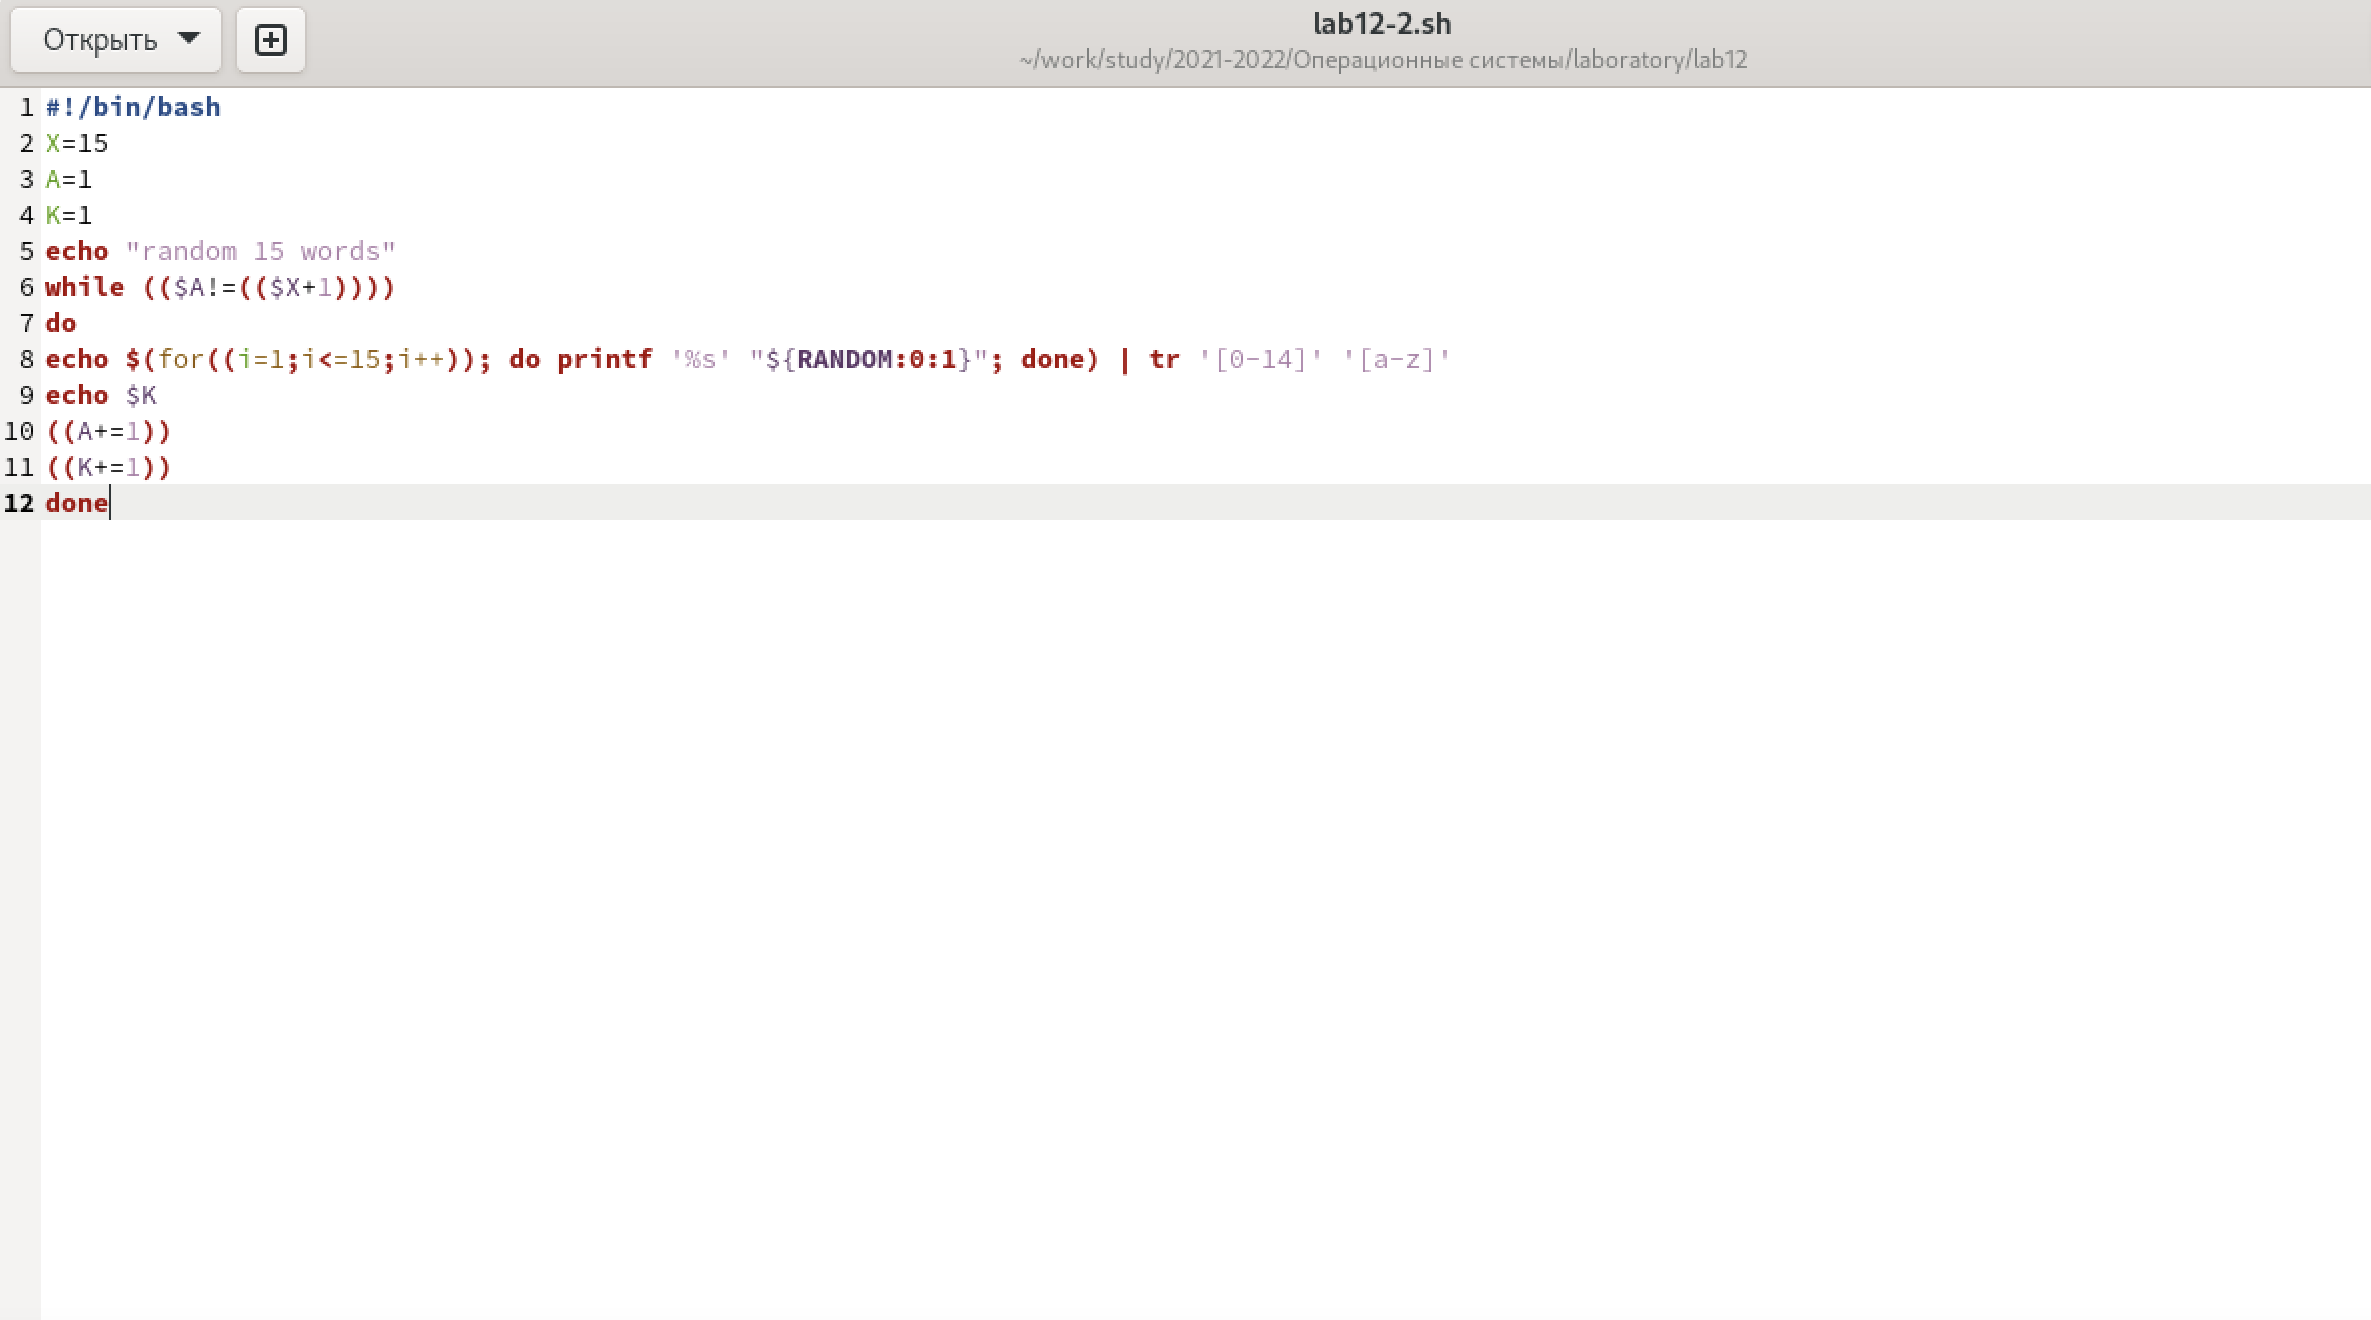 Открыть
lab12-2.sh
~/work/study/2021-2022/Операционные системы/laboratory/lab12
1 #!/bin/bash
2 X=15
3 A=1
4 K=1
5 echo "random 15 words"
6 while (($A!=(($X+1))))
7 do
8 echo $(for((i=1;i<=15;i++)); do printf '%s' "${RANDOM:0:1}"; done) | tr '[0-14]' '[a-z]'
9 echo $K
10 ((A+=1))
11 ((K+=1))
12 done